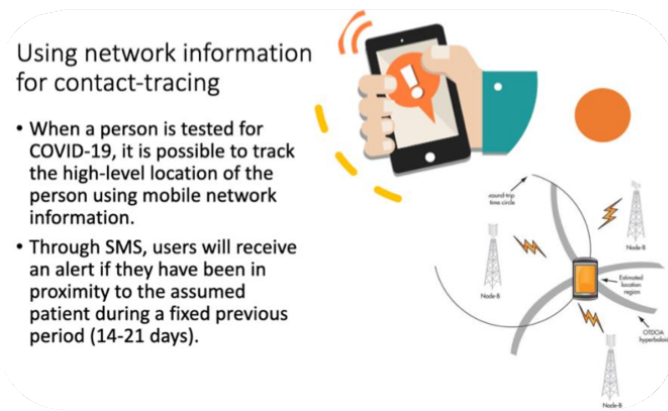 Using network information
for contact-tracing
• When a person is tested for
COVID-19, it is possible to track
the high-level location of the
person using mobile network
information.
• Through SMS, users will receive
an alert if they have been in
proximity to the assumed
patient during a fixed previous
period (14-21 days).
round-trip
time circle
Node-B
Node-B
Estimated
location
region
OTDOA
hyperboloid
Node-B